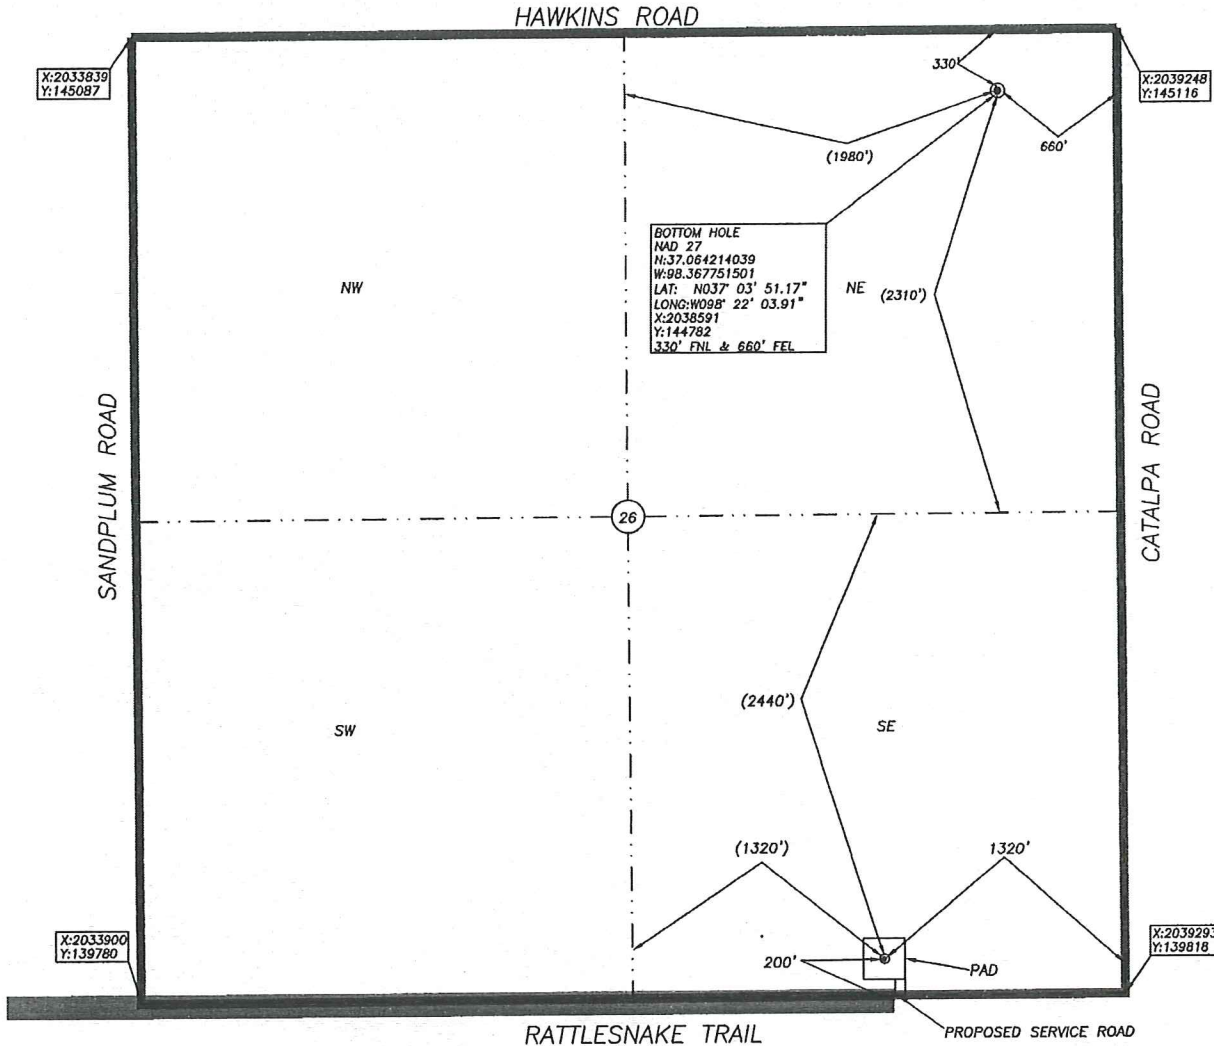 HAWKINS ROAD
X:2033839
Y:145087
X:2039248
Y:145116
330'
(1980')
660'
BOTTOM HOLE
NAD 27
N:37.064214039
W:98.367751501
LAT: N037° 03' 51.17"
LONG:W098° 22' 03.91"
X:2038591
Y:144782
330' FNL & 660' FEL
NW
NE
(2310')
SANDPLUM ROAD
CATALPA ROAD
26
(2440')
SW
SE
(1320')
1320'
X:2033900
Y:139780
X:2039293
Y:139818
200'
PAD
RATTLESNAKE TRAIL
PROPOSED SERVICE ROAD